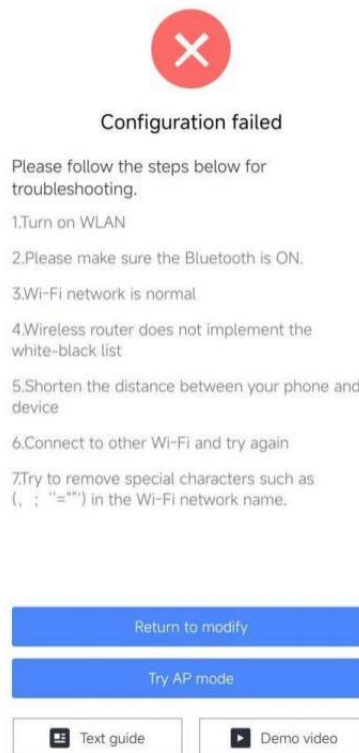 Configuration failed
Please follow the steps below for
troubleshooting.
1.Turn on WLAN
2.Please make sure the Bluetooth is ON.
3.Wi-Fi network is normal
4.Wireless router does not implement the
white-black list
5.Shorten the distance between your phone and
device
6.Connect to other Wi-Fi and try again
7.Try to remove special characters such as
(, ; ''=""`) in the Wi-Fi network name.
Return to modify
Try AP mode
Text guide
Demo video